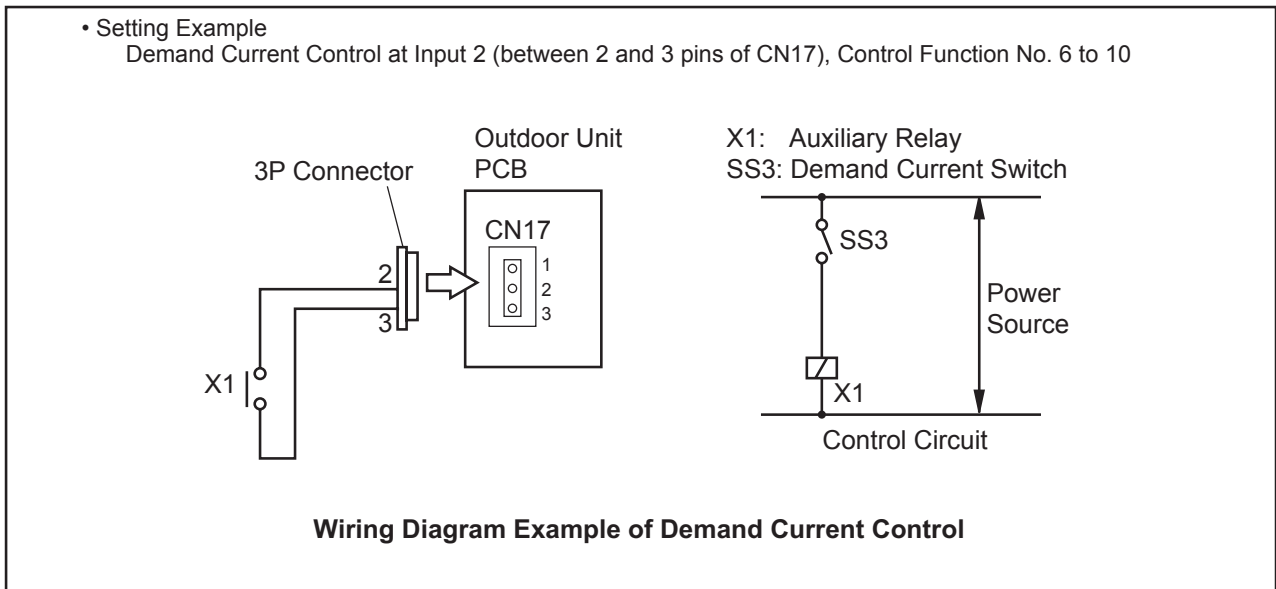 • Setting Example
Demand Current Control at Input 2 (between 2 and 3 pins of CN17), Control Function No. 6 to 10
3P Connector
Outdoor Unit
PCB
CN17
1
2
3
2
3
X1
X1: Auxiliary Relay
SS3: Demand Current Switch
SS3
Power
Source
X1
Control Circuit
Wiring Diagram Example of Demand Current Control